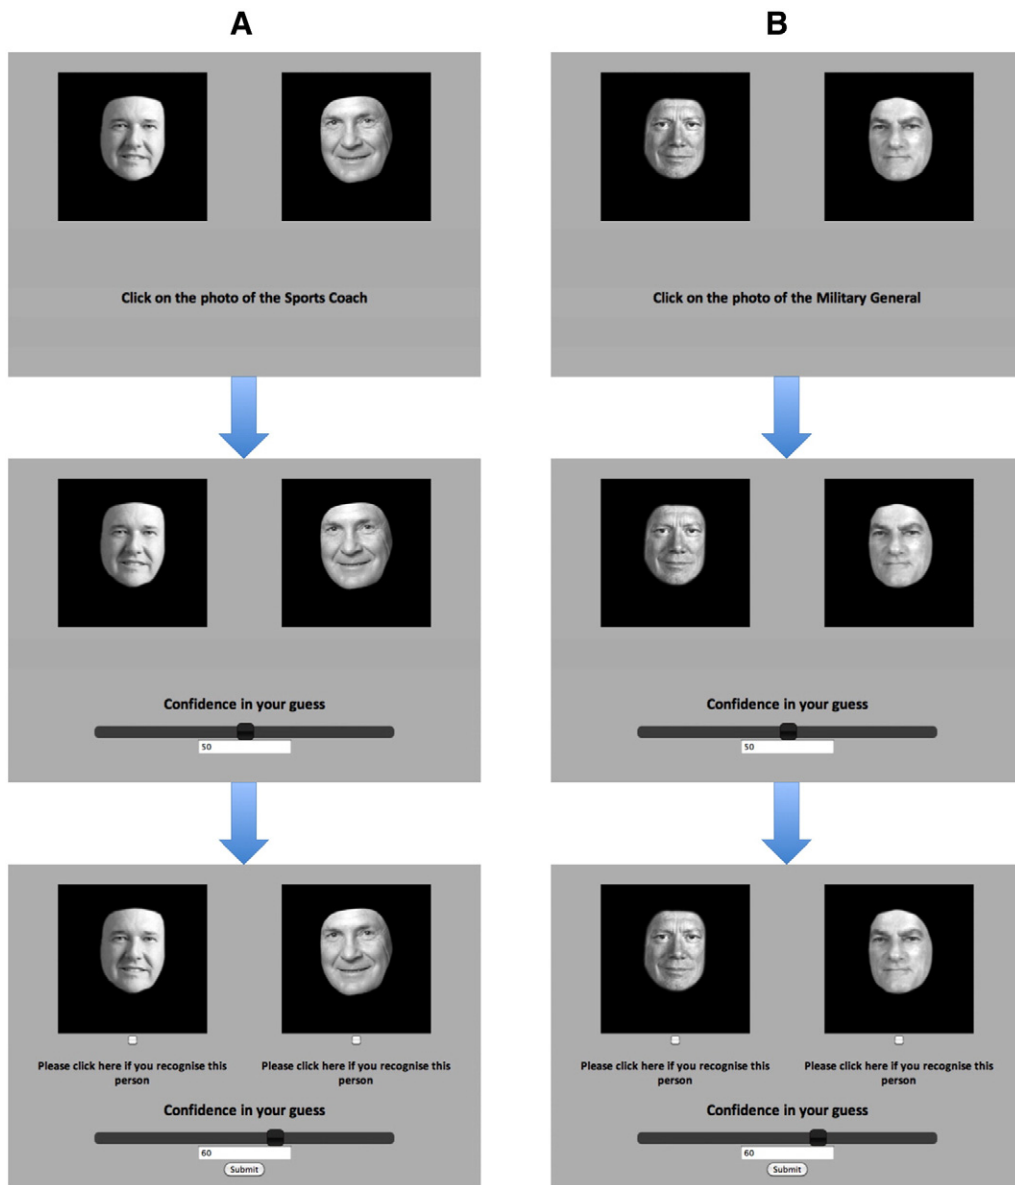 A
B
Click on the photo of the Sports Coach
Click on the photo of the Military General
Confidence in your guess
50
Confidence in your guess
50
Please click here if you recognise this
person
Please click here if you recognise this
person
Confidence in your guess
60
Submit
Please click here if you recognise this
person
Please click here if you recognise this
person
Confidence in your guess
60
Submit